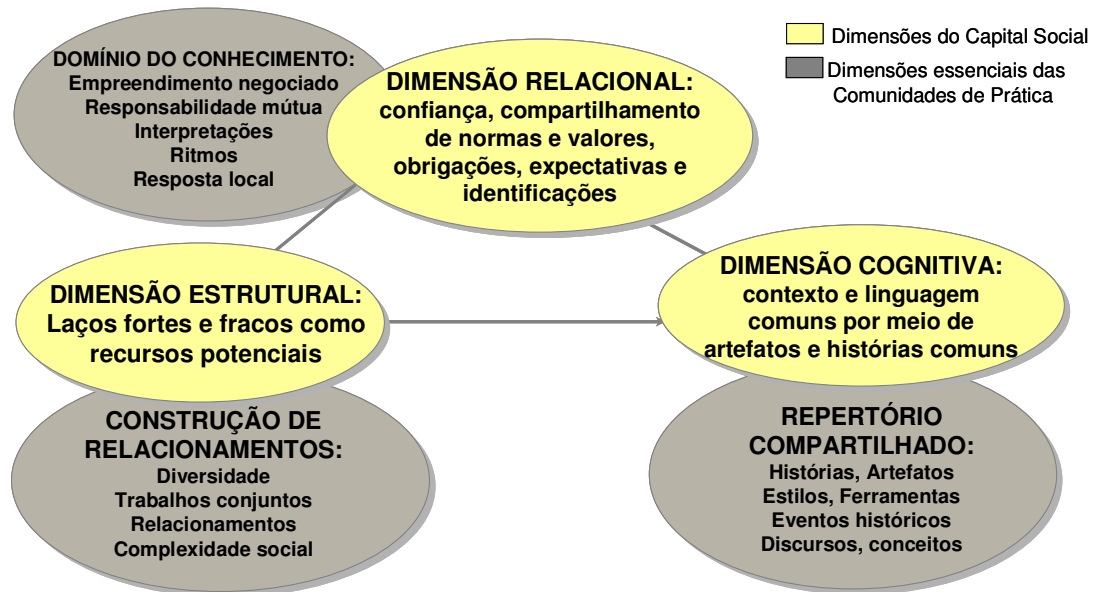 DOMÍNIO DO CONHECIMENTO:
Empreendimento negociado
Responsabilidade mútua
Interpretações
Ritmos
Resposta local
DIMENSÃO RELACIONAL:
confiança, compartilhamento
de normas e valores,
obrigações, expectativas e
identificações
Dimensões do Capital Social
Dimensões essenciais das
Comunidades de Prática
DIMENSÃO ESTRUTURAL:
Laços fortes e fracos como
recursos potenciais
DIMENSÃO COGNITIVA:
contexto e linguagem
comuns por meio de
artefatos e histórias comuns
CONSTRUÇÃO DE
RELACIONAMENTOS:
Diversidade
Trabalhos conjuntos
Relacionamentos
Complexidade social
REPERTÓRIO
COMPARTILHADO:
Histórias, Artefatos
Estilos, Ferramentas
Eventos históricos
Discursos, conceitos